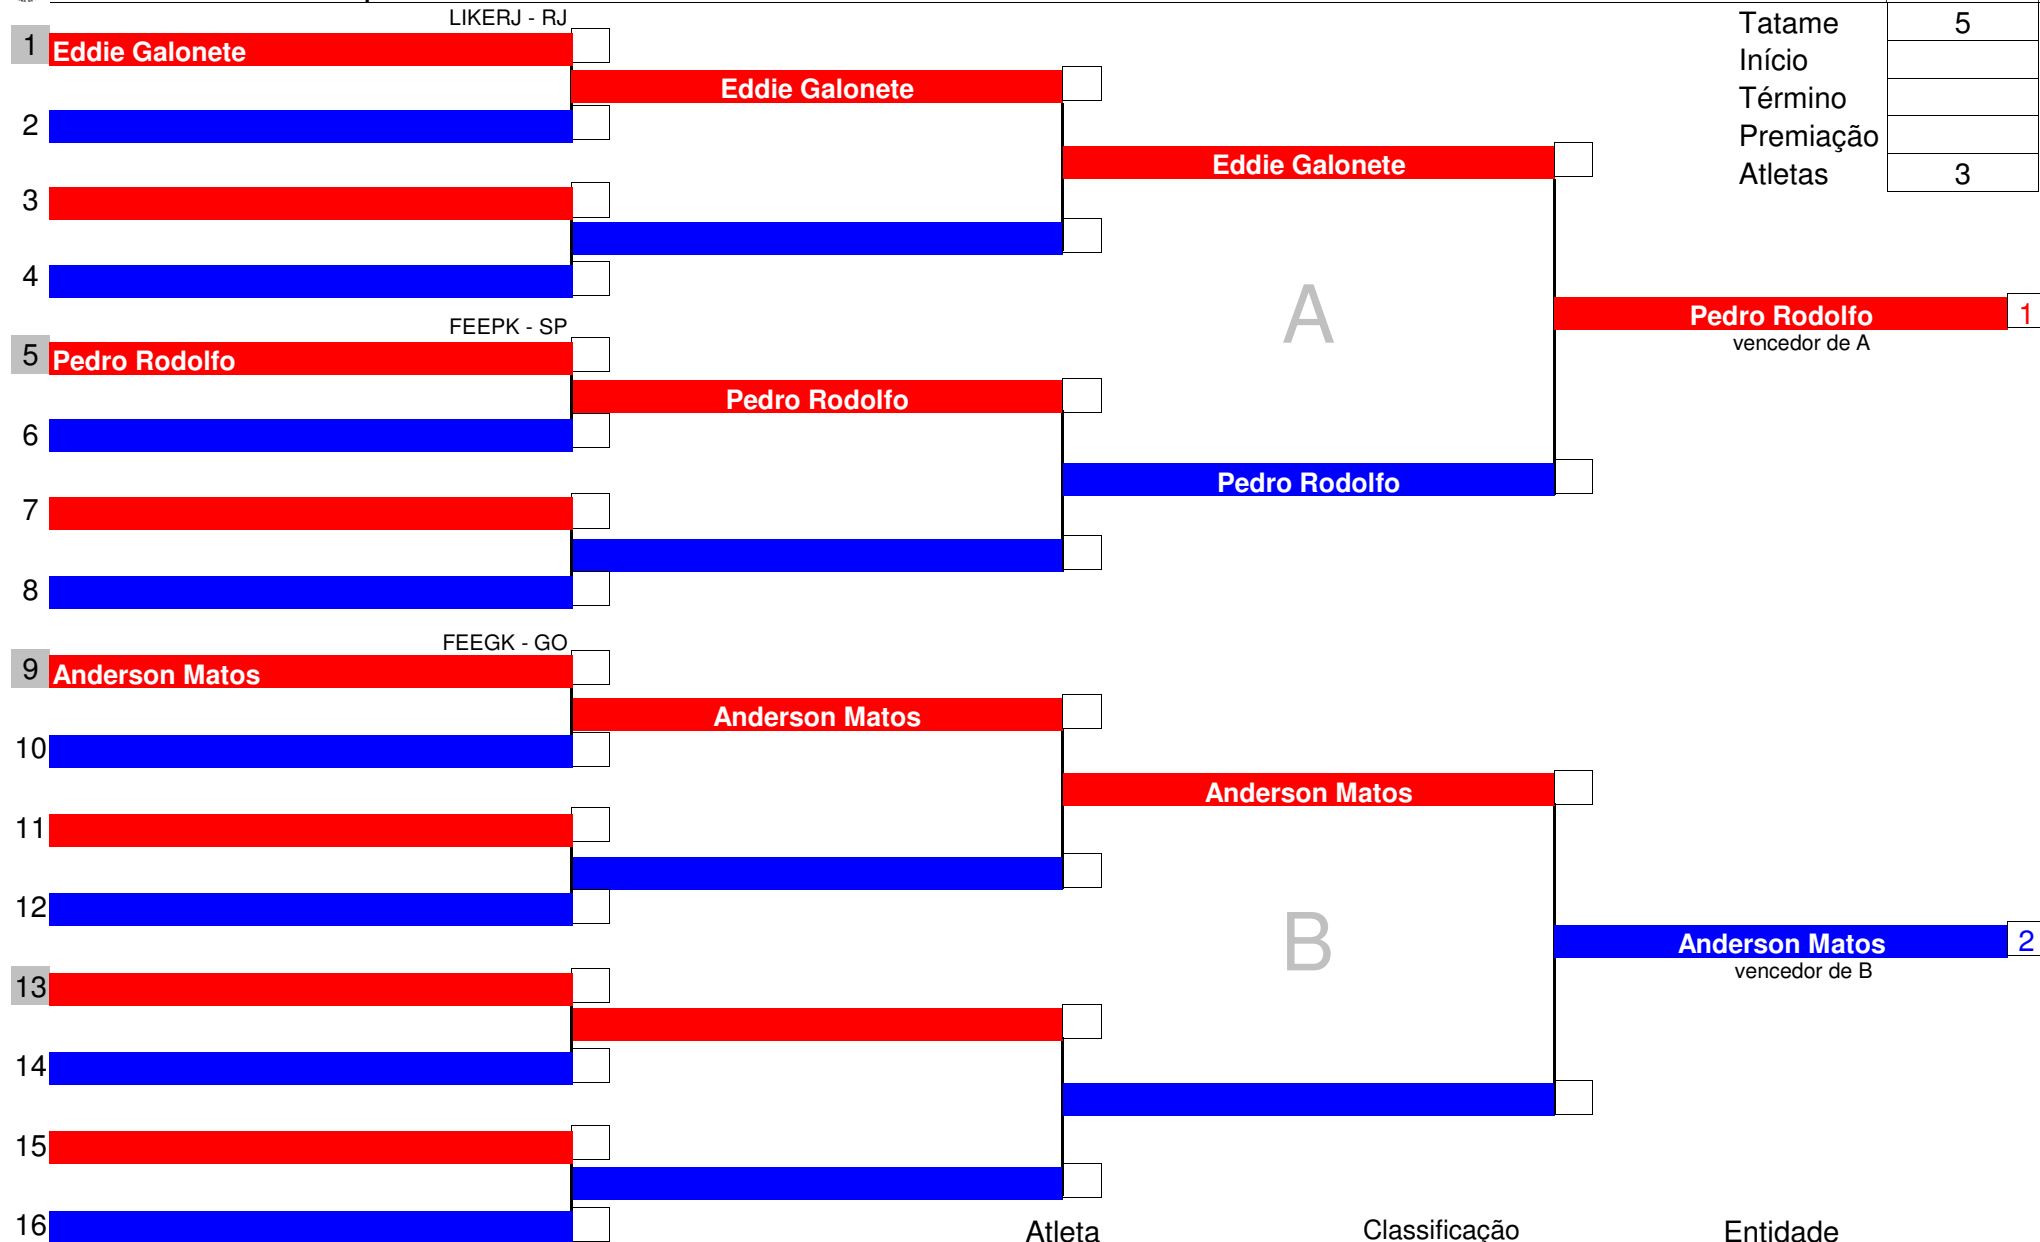 LIKERJ - RJ
Tatame 5
1 Eddie Galonete
Início
Eddie Galonete
Término
2
Premiação
Eddie Galonete
Atletas 3
3
4
A
Pedro Rodolfo 1
FEEPK - SP
vencedor de A
5 Pedro Rodolfo
Pedro Rodolfo
6
Pedro Rodolfo
7
8
FEEGK - GO
9 Anderson Matos
Anderson Matos
10
Anderson Matos
11
12
B
Anderson Matos 2
vencedor de B
13
14
15
16
Atleta Classificação Entidade